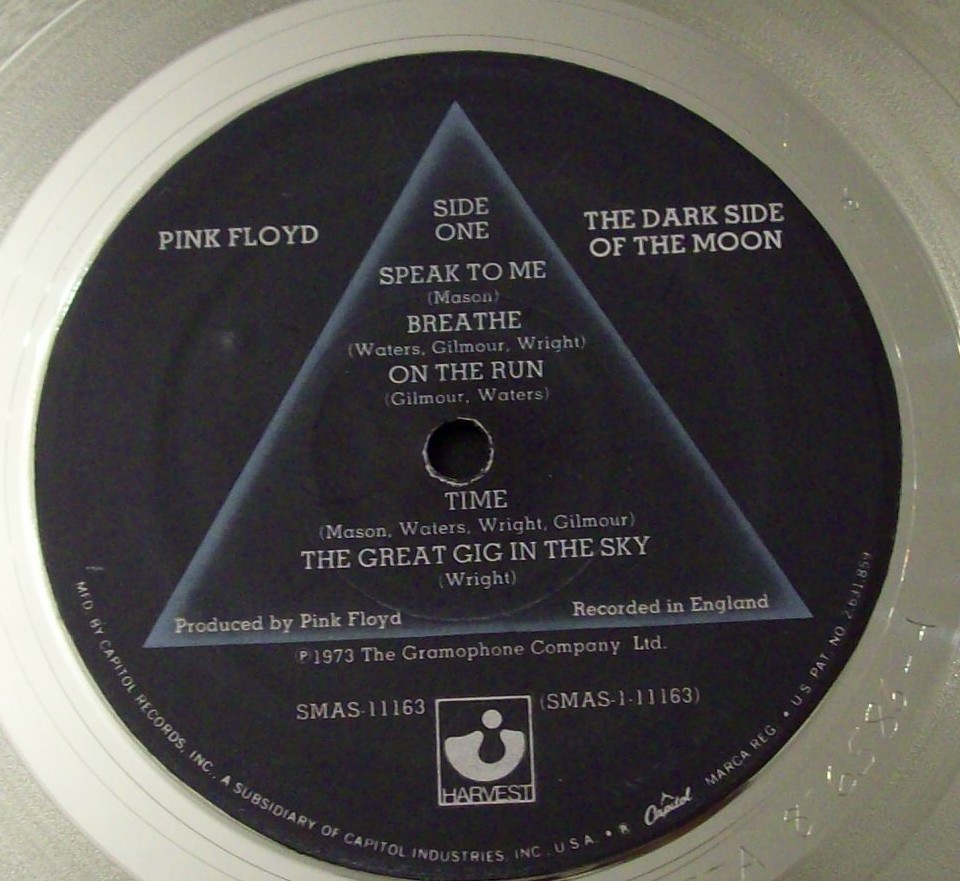 SIDE
ONE
PINK FLOYD
THE DARK SIDE
OF THE MOON
SPEAK TO ME
(Mason)
BREATHE
(Waters, Gilmour, Wright)
ON THE RUN
(Gilmour, Waters)
TIME
(Mason, Waters, Wright, Gilmour)
THE GREAT GIG IN THE SKY
(Wright)
Produced by Pink Floyd
Recorded in England
℗1973 The Gramophone Company Ltd.
SMAS-11163
(SMAS-1-11163)
HARVEST
MFD. BY CAPITOL RECORDS, INC., A SUBSIDIARY OF CAPITOL INDUSTRIES, INC., U.S.A. • ® Capitol MARCA REG. • U.S. PAT. NO. 2,631,859